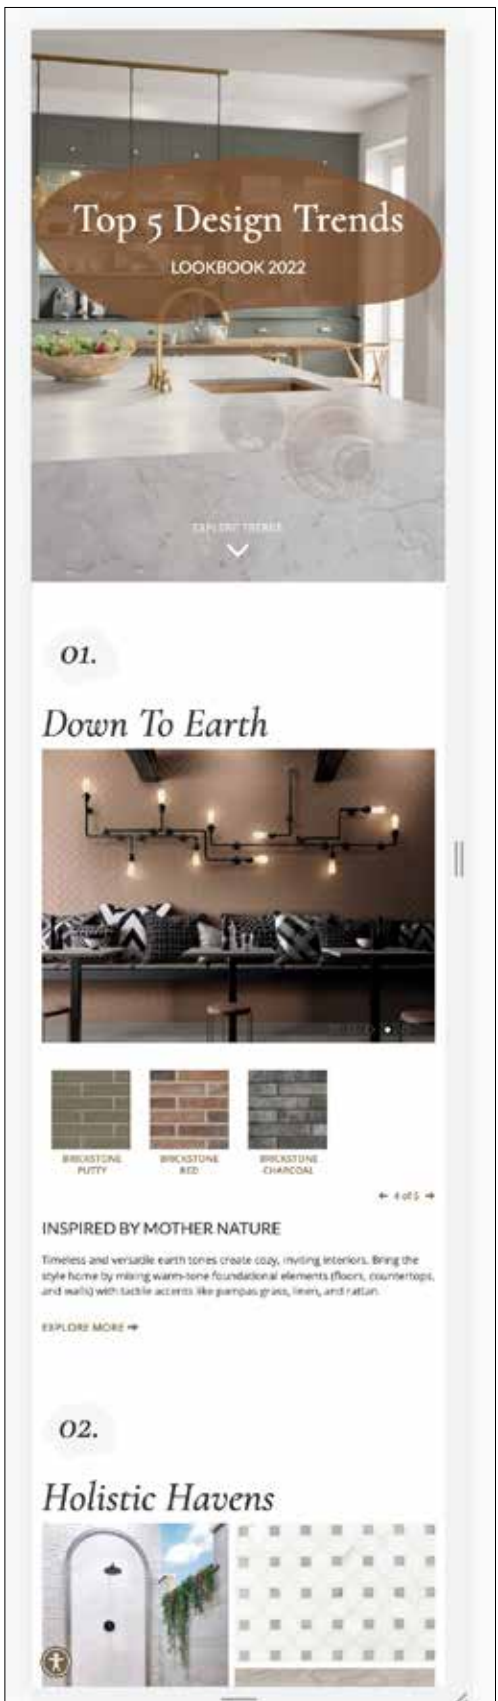 Top 5 Design Trends
LOOKBOOK 2022
EXPLORE TRENDS
01.
Down To Earth
BRICKSTONE
PUTTY
BRICKSTONE
RED
BRICKSTONE
CHARCOAL
← 4 of 5 →
INSPIRED BY MOTHER NATURE
Timeless and versatile earth tones create cozy, inviting interiors. Bring the
style home by mixing warm-tone foundational elements (floors, countertops,
and walls) with tactile accents like pampas grass, linen, and rattan.
EXPLORE MORE →
02.
Holistic Havens